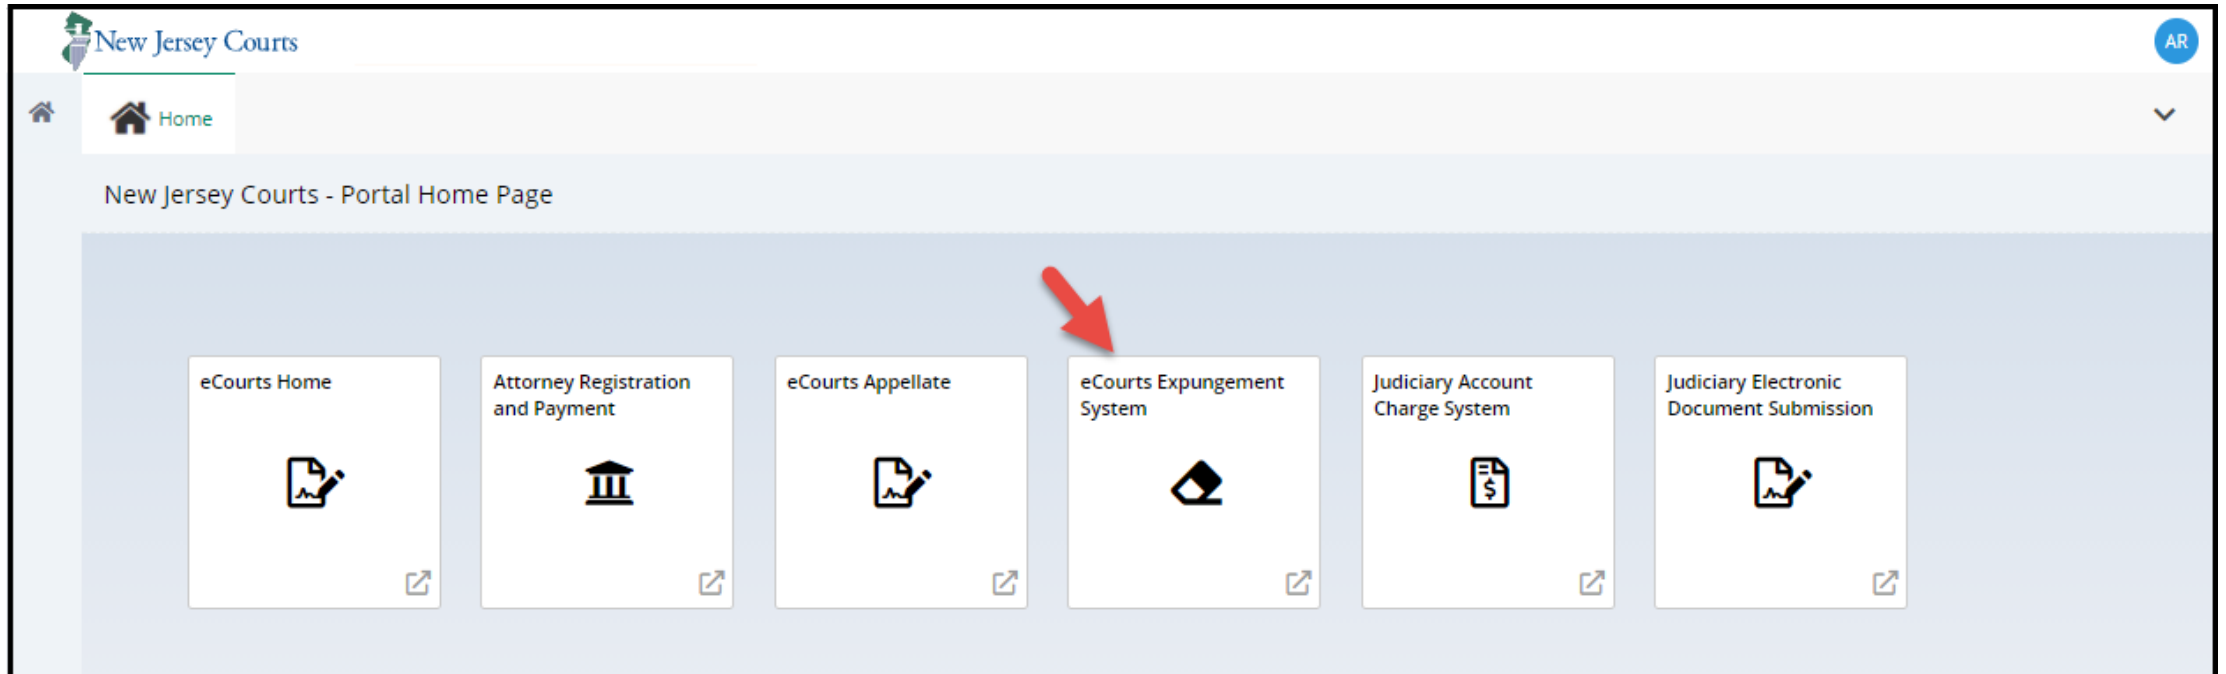 New Jersey Courts
AR
Home
New Jersey Courts - Portal Home Page
eCourts Home
Attorney Registration
and Payment
eCourts Appellate
eCourts Expungement
System
Judiciary Account
Charge System
$
Judiciary Electronic
Document Submission